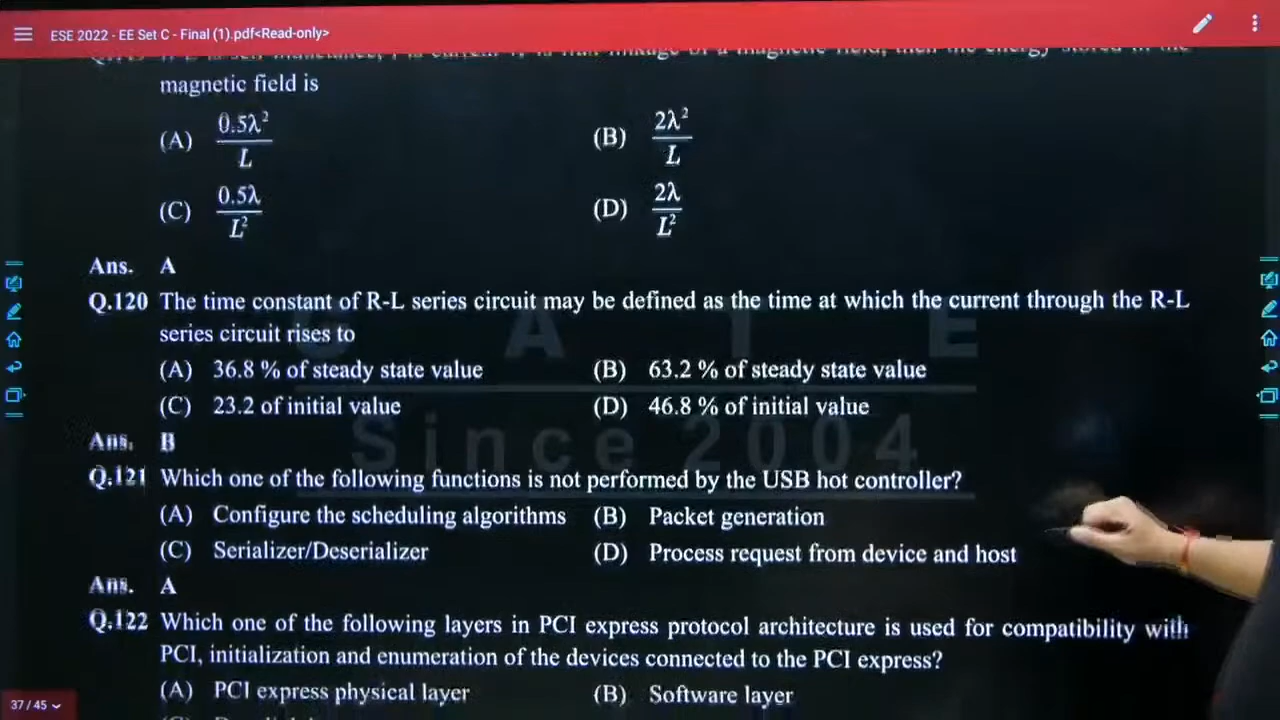 ESE 2022 - EE Set C - Final (1).pdf<Read-only>
magnetic field is
(A) 0.5λ²/L (B) 2λ²/L
(C) 0.5λ/L² (D) 2λ/L²
Ans. A
Q.120 The time constant of R-L series circuit may be defined as the time at which the current through the R-L
series circuit rises to
(A) 36.8 % of steady state value (B) 63.2 % of steady state value
(C) 23.2 of initial value (D) 46.8 % of initial value
Ans. B
Q.121 Which one of the following functions is not performed by the USB hot controller?
(A) Configure the scheduling algorithms (B) Packet generation
(C) Serializer/Deserializer (D) Process request from device and host
Ans. A
Q.122 Which one of the following layers in PCI express protocol architecture is used for compatibility with
PCI, initialization and enumeration of the devices connected to the PCI express?
(A) PCI express physical layer (B) Software layer
37 / 45
G A T E
Since 2004